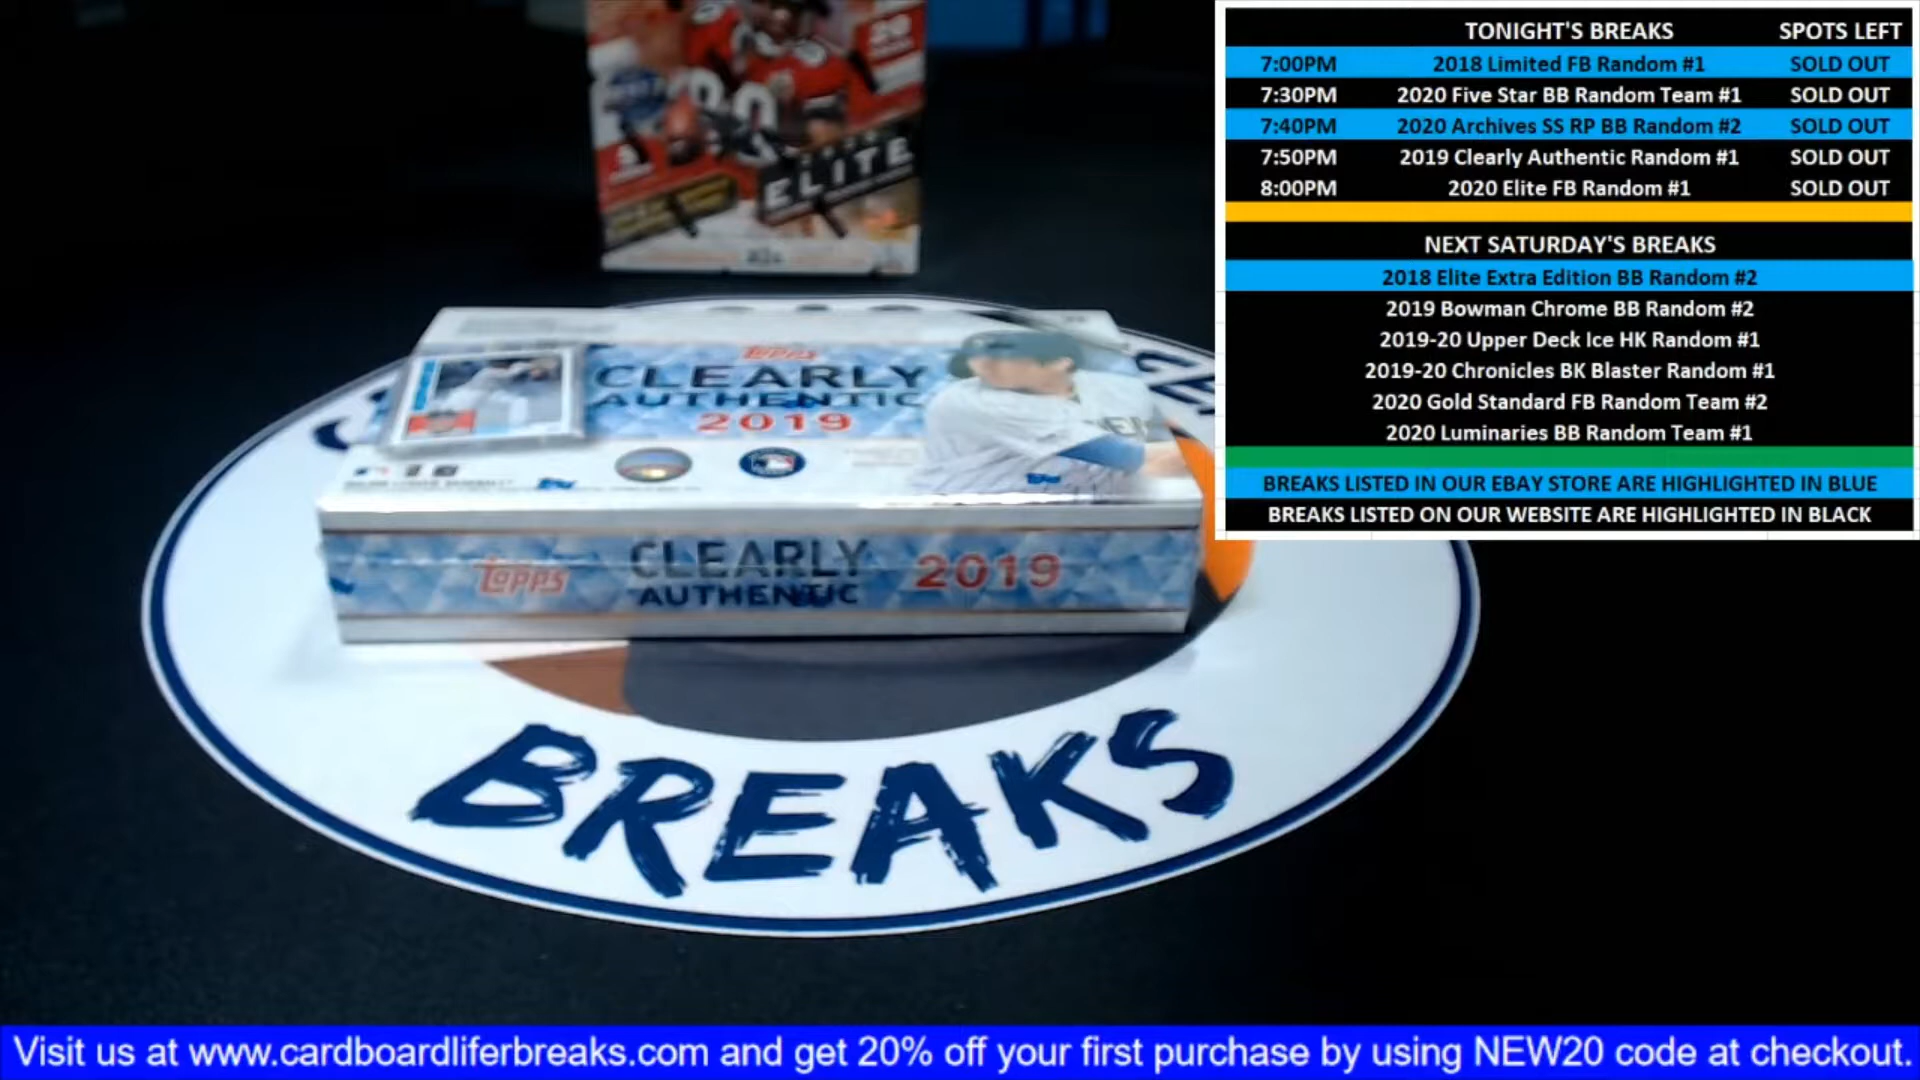 TONIGHT'S BREAKS SPOTS LEFT
7:00PM 2018 Limited FB Random #1 SOLD OUT
7:30PM 2020 Five Star BB Random Team #1 SOLD OUT
7:40PM 2020 Archives SS RP BB Random #2 SOLD OUT
7:50PM 2019 Clearly Authentic Random #1 SOLD OUT
8:00PM 2020 Elite FB Random #1 SOLD OUT
NEXT SATURDAY'S BREAKS
2018 Elite Extra Edition BB Random #2
2019 Bowman Chrome BB Random #2
2019-20 Upper Deck Ice HK Random #1
2019-20 Chronicles BK Blaster Random #1
2020 Gold Standard FB Random Team #2
2020 Luminaries BB Random Team #1
BREAKS LISTED IN OUR EBAY STORE ARE HIGHLIGHTED IN BLUE
BREAKS LISTED ON OUR WEBSITE ARE HIGHLIGHTED IN BLACK
ELITE
Topps
CLEARLY
AUTHENTIC
2019
Topps CLEARLY AUTHENTIC 2019
BREAKS
Visit us at www.cardboardliferbreaks.com and get 20% off your first purchase by using NEW20 code at checkout.